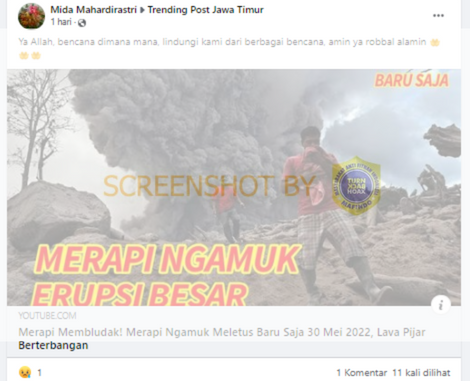 Mida Mahardirastri ▸ Trending Post Jawa Timur
1 hari ·
Ya Allah, bencana dimana mana, lindungi kami dari berbagai bencana, amin ya robbal alamin
BARU SAJA
SCREENSHOT BY
TURN
BACK
HOAX
MERAPI NGAMUK
ERUPSI BESAR
YOUTUBE.COM
Merapi Membludak! Merapi Ngamuk Meletus Baru Saja 30 Mei 2022, Lava Pijar
Berterbangan
1
1 Komentar 11 kali dilihat